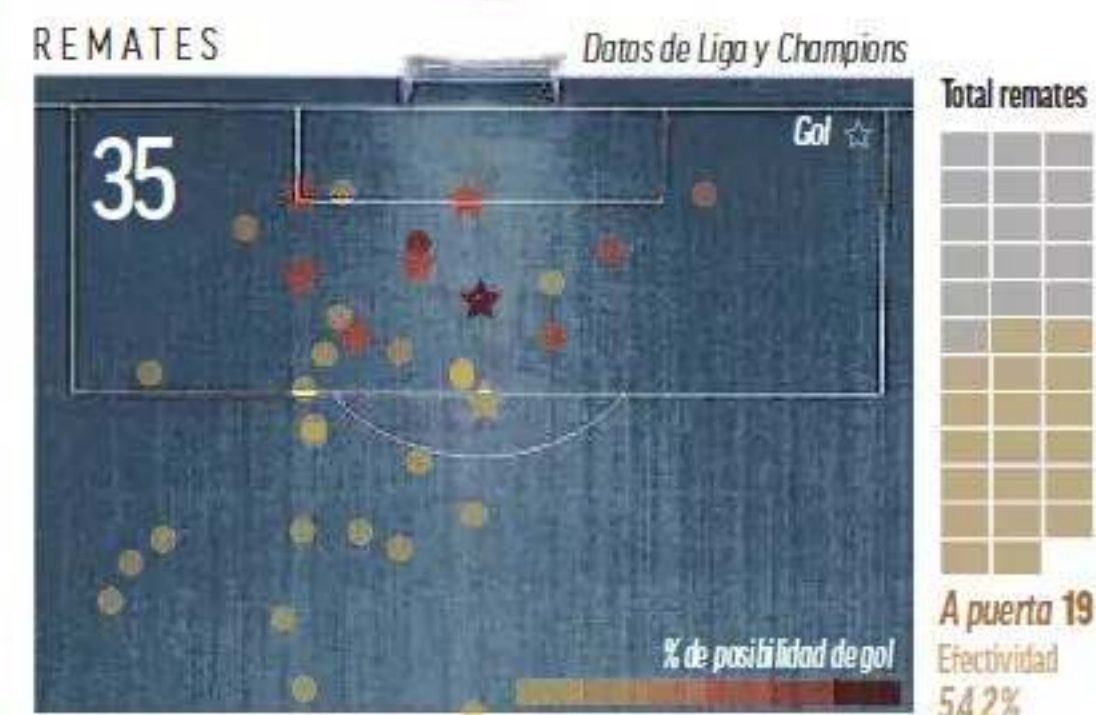 REMATES
Datos de Liga y Champions
35
Gol
% de posibilidad de gol
Total remates
A puerta 19
Efectividad
54,2%